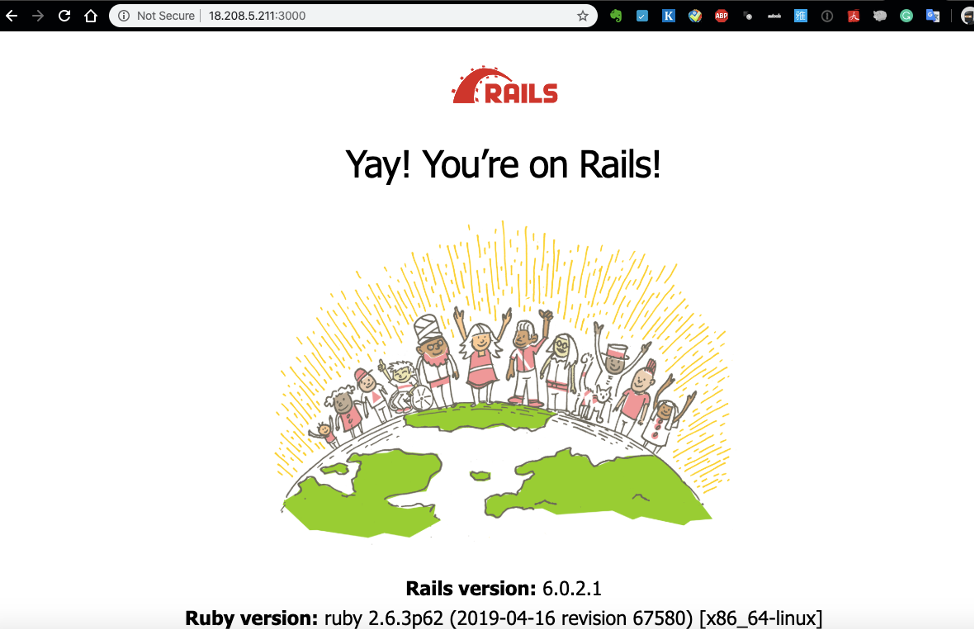 Not Secure | 18.208.5.211:3000
K
ABP
RAILS
Yay! You’re on Rails!
Rails version: 6.0.2.1
Ruby version: ruby 2.6.3p62 (2019-04-16 revision 67580) [x86_64-linux]